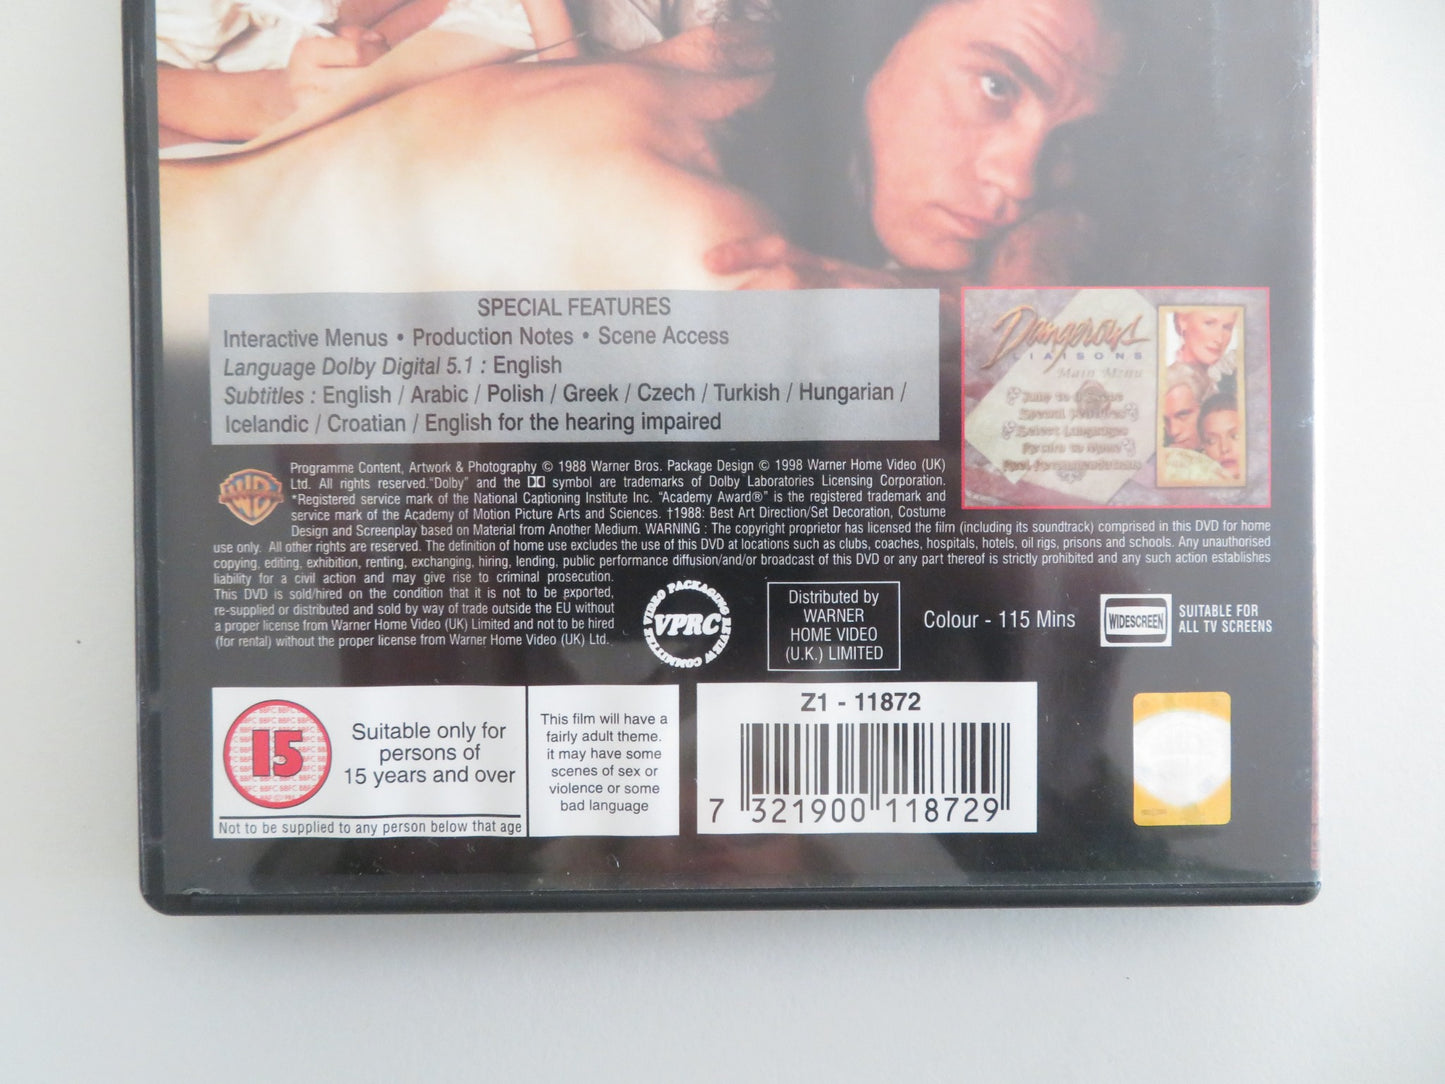 SPECIAL FEATURES
Interactive Menus • Production Notes • Scene Access
Language Dolby Digital 5.1 : English
Subtitles : English / Arabic / Polish / Greek / Czech / Turkish / Hungarian /
Icelandic / Croatian / English for the hearing impaired
Dangerous
LIAISONS
Main Menu
Jump to a Scene
Special Features
Select Languages
WB
Programme Content, Artwork & Photography © 1988 Warner Bros. Package Design © 1998 Warner Home Video (UK)
Ltd. All rights reserved."Dolby" and the symbol are trademarks of Dolby Laboratories Licensing Corporation.
*Registered service mark of the National Captioning Institute Inc. "Academy Award®" is the registered trademark and
service mark of the Academy of Motion Picture Arts and Sciences. †1988: Best Art Direction/Set Decoration, Costume
Design and Screenplay based on Material from Another Medium. WARNING : The copyright proprietor has licensed the film (including its soundtrack) comprised in this DVD for home
use only. All other rights are reserved. The definition of home use excludes the use of this DVD at locations such as clubs, coaches, hospitals, hotels, oil rigs, prisons and schools. Any unauthorised
copying, editing, exhibition, renting, exchanging, hiring, lending, public performance diffusion/and/or broadcast of this DVD or any part thereof is strictly prohibited and any such action establishes
liability for a civil action and may give rise to criminal prosecution.
This DVD is sold/hired on the condition that it is not to be exported,
re-supplied or distributed and sold by way of trade outside the EU without
a proper license from Warner Home Video (UK) Limited and not to be hired
(for rental) without the proper license from Warner Home Video (UK) Ltd.
VIDEO PACKAGING REVIEW COMMITTEE
VPRC
Distributed by
WARNER
HOME VIDEO
(U.K.) LIMITED
Colour - 115 Mins
WIDESCREEN
SUITABLE FOR
ALL TV SCREENS
15
Suitable only for
persons of
15 years and over
Not to be supplied to any person below that age
This film will have a
fairly adult theme.
it may have some
scenes of sex or
violence or some
bad language
Z1 - 11872
7 321900 118729